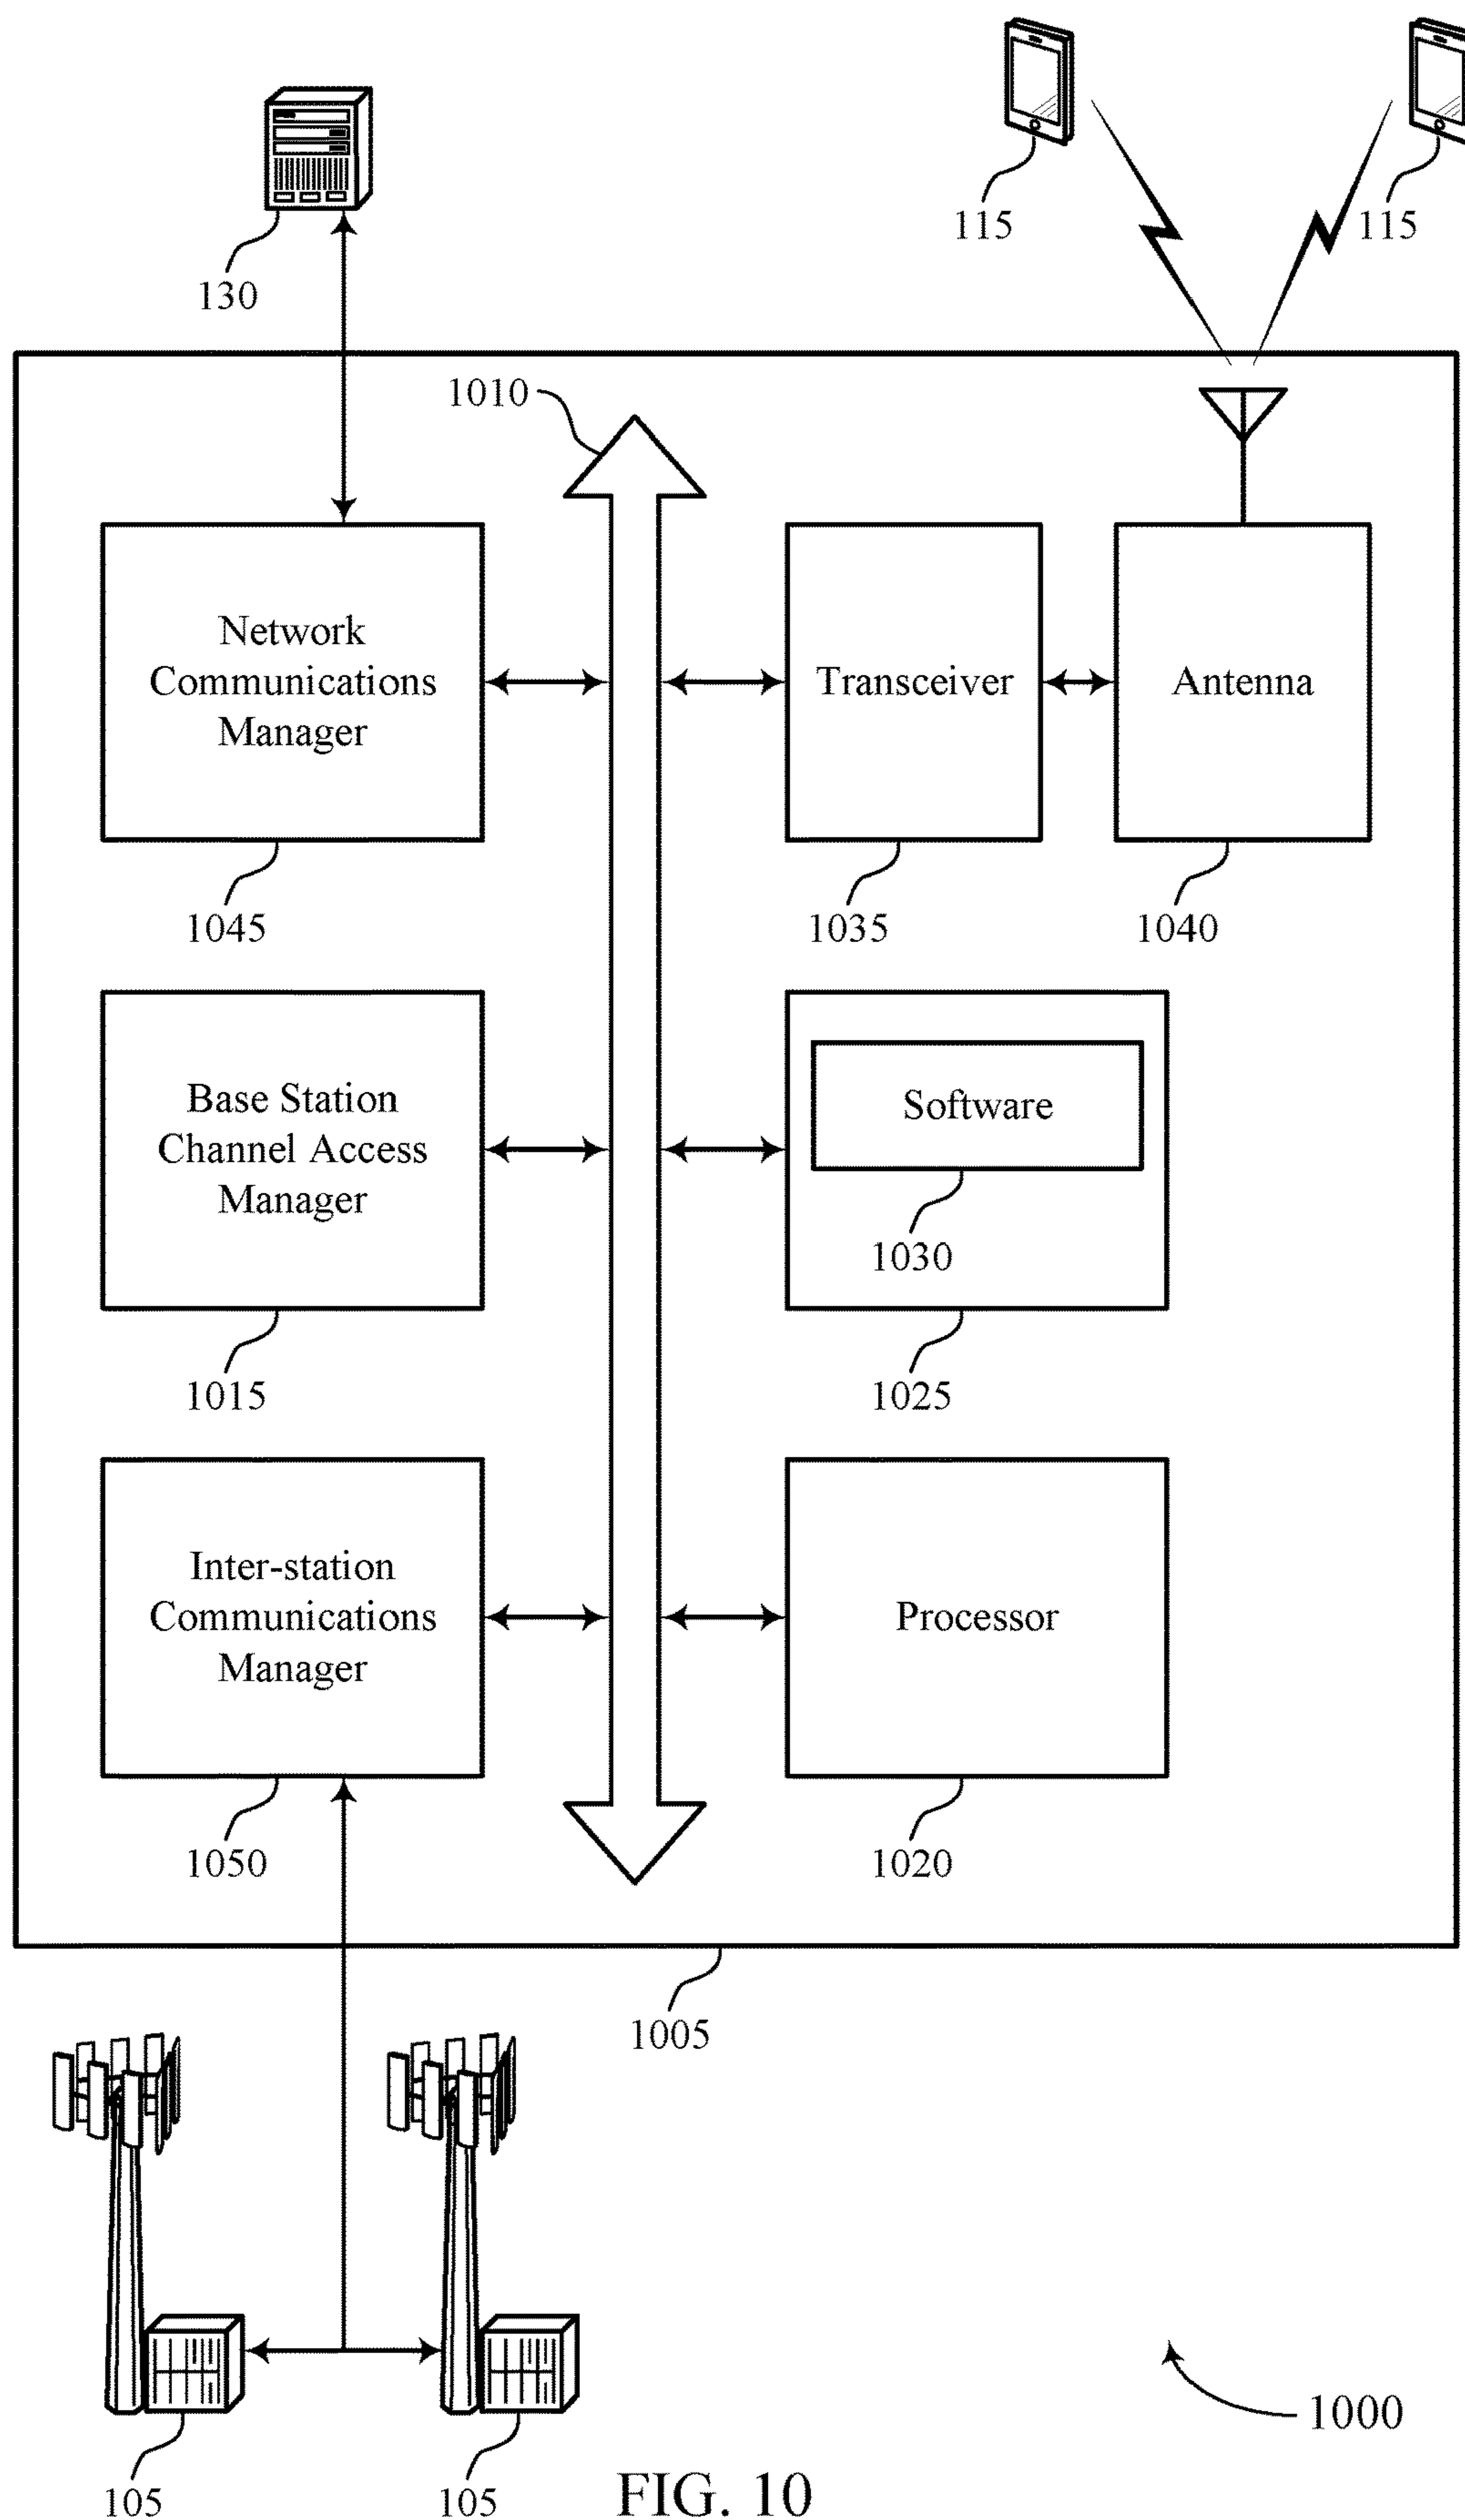 115
115
130
1010
Network
Communications
Manager
Transceiver
Antenna
1045
1035
1040
Base Station
Channel Access
Manager
Software
1030
1015
1025
Inter-station
Communications
Manager
Processor
1050
1020
1005
1000
105
105
FIG. 10